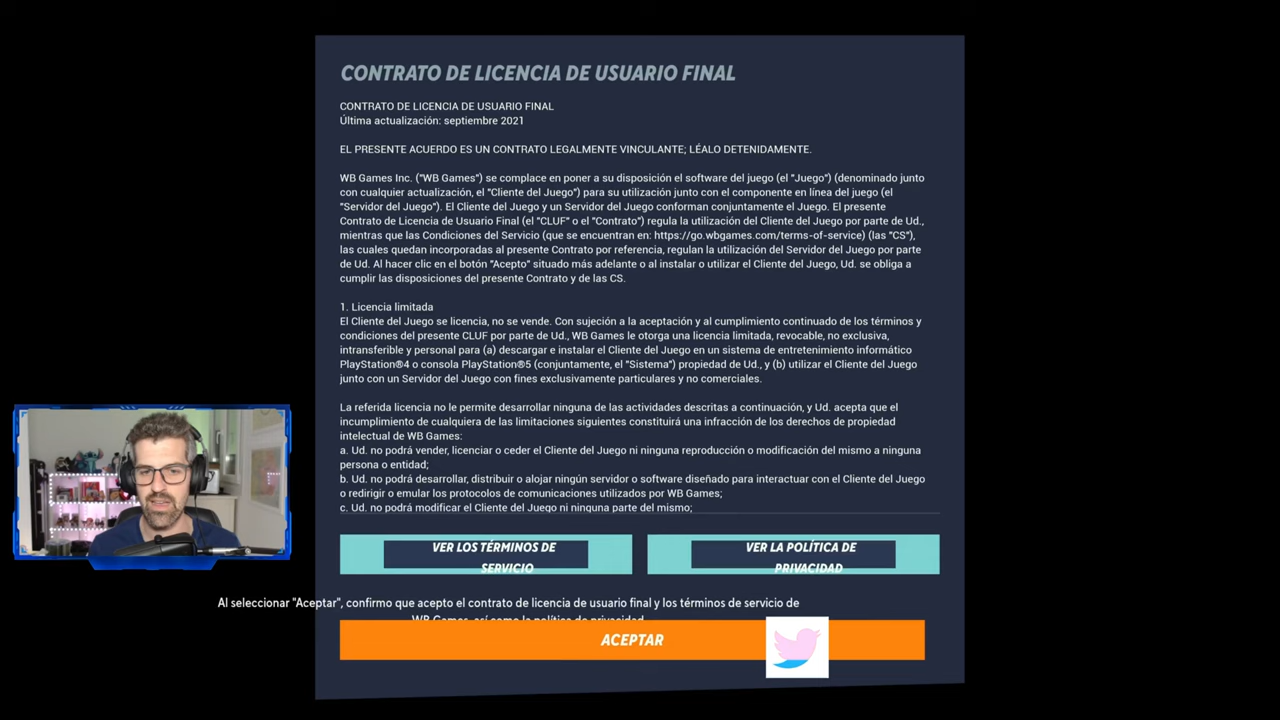 CONTRATO DE LICENCIA DE USUARIO FINAL
CONTRATO DE LICENCIA DE USUARIO FINAL
Última actualización: septiembre 2021
EL PRESENTE ACUERDO ES UN CONTRATO LEGALMENTE VINCULANTE; LÉALO DETENIDAMENTE.
WB Games Inc. ("WB Games") se complace en poner a su disposición el software del juego (el "Juego") (denominado junto
con cualquier actualización, el "Cliente del Juego") para su utilización junto con el componente en línea del juego (el
"Servidor del Juego"). El Cliente del Juego y un Servidor del Juego conforman conjuntamente el Juego. El presente
Contrato de Licencia de Usuario Final (el "CLUF" o el "Contrato") regula la utilización del Cliente del Juego por parte de Ud.,
mientras que las Condiciones del Servicio (que se encuentran en: https://go.wbgames.com/terms-of-service) (las "CS"),
las cuales quedan incorporadas al presente Contrato por referencia, regulan la utilización del Servidor del Juego por parte
de Ud. Al hacer clic en el botón "Acepto" situado más adelante o al instalar o utilizar el Cliente del Juego, Ud. se obliga a
cumplir las disposiciones del presente Contrato y de las CS.
1. Licencia limitada
El Cliente del Juego se licencia, no se vende. Con sujeción a la aceptación y al cumplimiento continuado de los términos y
condiciones del presente CLUF por parte de Ud., WB Games le otorga una licencia limitada, revocable, no exclusiva,
intransferible y personal para (a) descargar e instalar el Cliente del Juego en un sistema de entretenimiento informático
PlayStation®4 o consola PlayStation®5 (conjuntamente, el "Sistema") propiedad de Ud., y (b) utilizar el Cliente del Juego
junto con un Servidor del Juego con fines exclusivamente particulares y no comerciales.
La referida licencia no le permite desarrollar ninguna de las actividades descritas a continuación, y Ud. acepta que el
incumplimiento de cualquiera de las limitaciones siguientes constituirá una infracción de los derechos de propiedad
intelectual de WB Games:
a. Ud. no podrá vender, licenciar o ceder el Cliente del Juego ni ninguna reproducción o modificación del mismo a ninguna
persona o entidad;
b. Ud. no podrá desarrollar, distribuir o alojar ningún servidor o software diseñado para interactuar con el Cliente del Juego
o redirigir o emular los protocolos de comunicaciones utilizados por WB Games;
c. Ud. no podrá modificar el Cliente del Juego ni ninguna parte del mismo;
VER LOS TÉRMINOS DE
SERVICIO
VER LA POLÍTICA DE
PRIVACIDAD
Al seleccionar "Aceptar", confirmo que acepto el contrato de licencia de usuario final y los términos de servicio de
WB Games, así como la política de privacidad.
ACEPTAR